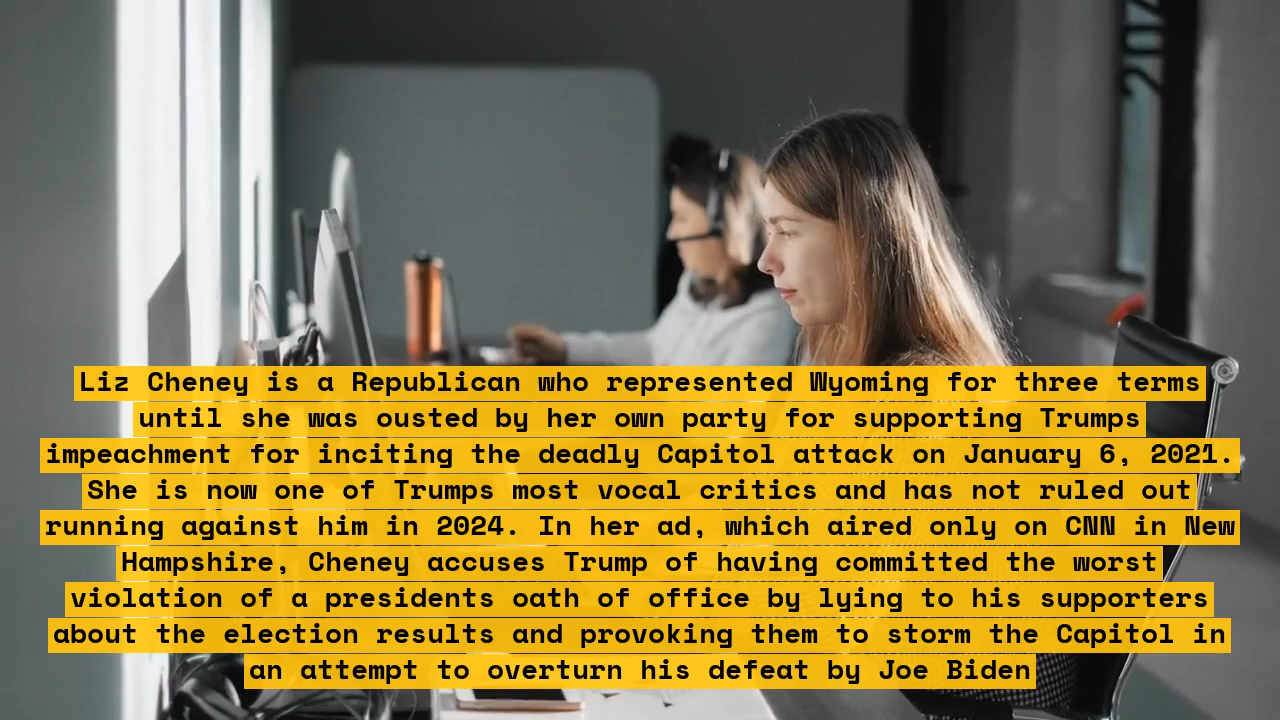 Liz Cheney is a Republican who represented Wyoming for three terms
until she was ousted by her own party for supporting Trumps
impeachment for inciting the deadly Capitol attack on January 6, 2021.
She is now one of Trumps most vocal critics and has not ruled out
running against him in 2024. In her ad, which aired only on CNN in New
Hampshire, Cheney accuses Trump of having committed the worst
violation of a presidents oath of office by lying to his supporters
about the election results and provoking them to storm the Capitol in
an attempt to overturn his defeat by Joe Biden